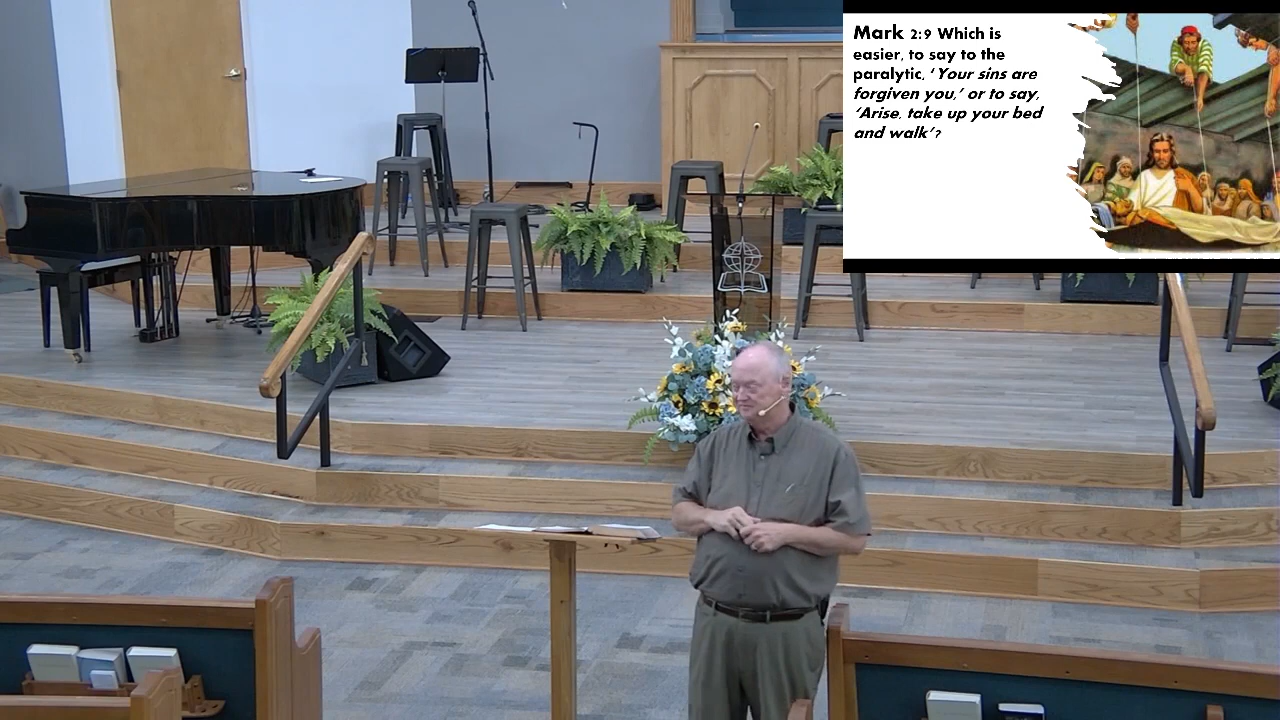 Mark 2:9 Which is
easier, to say to the
paralytic, ‘Your sins are
forgiven you,’ or to say,
‘Arise, take up your bed
and walk’?